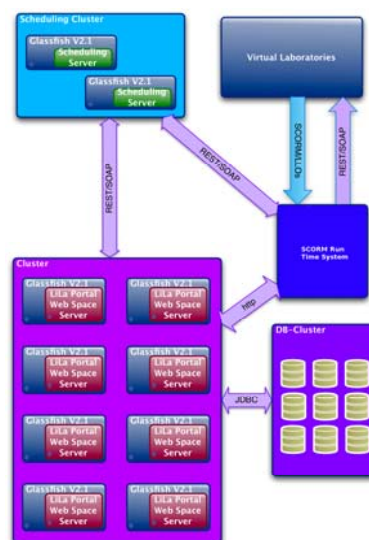 Scheduling Cluster
Glassfish V2.1
Scheduling
Server
Glassfish V2.1
Scheduling
Server
Virtual Laboratories
REST/SOAP
REST/SOAP
SCORM/LLOs
REST/SOAP
SCORM Run
Time System
http
Cluster
Glassfish V2.1
LiLa Portal
Web Space
Server
Glassfish V2.1
LiLa Portal
Web Space
Server
Glassfish V2.1
LiLa Portal
Web Space
Server
Glassfish V2.1
LiLa Portal
Web Space
Server
Glassfish V2.1
LiLa Portal
Web Space
Server
Glassfish V2.1
LiLa Portal
Web Space
Server
Glassfish V2.1
LiLa Portal
Web Space
Server
Glassfish V2.1
LiLa Portal
Web Space
Server
JDBC
DB-Cluster